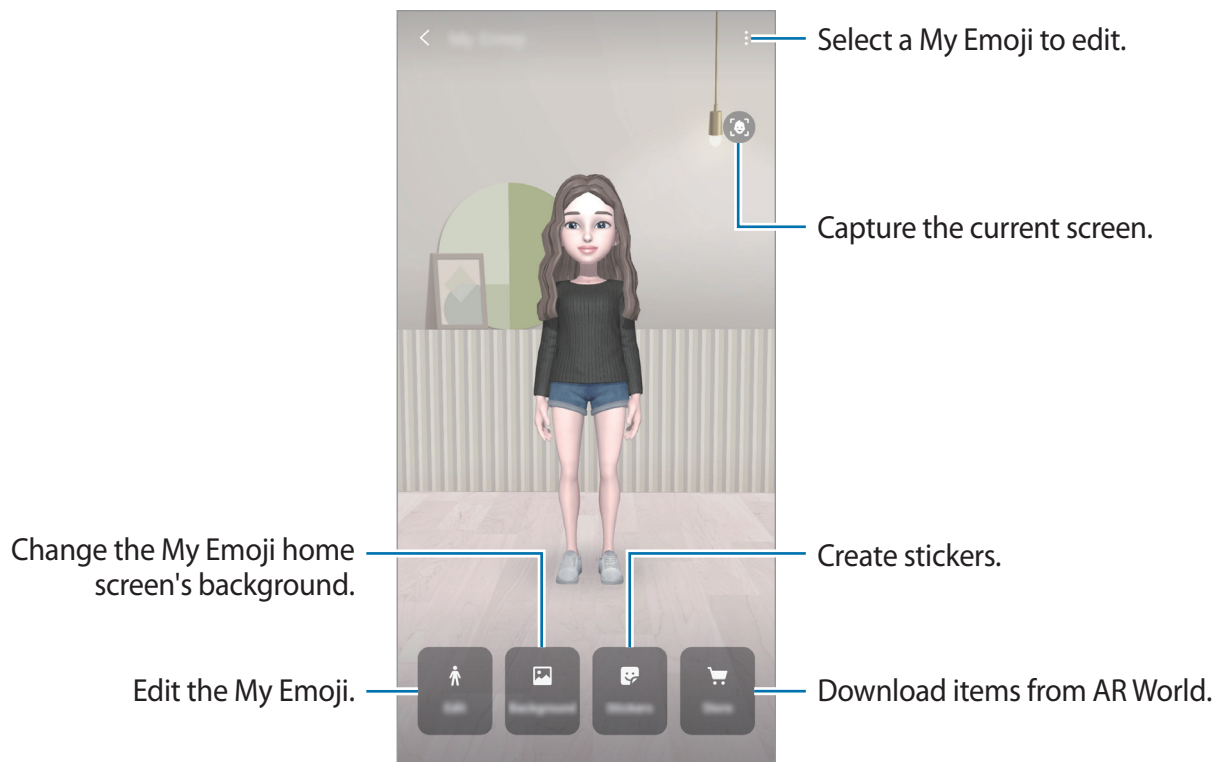 Select a My Emoji to edit.
Capture the current screen.
Change the My Emoji home
screen's background.
Create stickers.
Edit the My Emoji.
Download items from AR World.